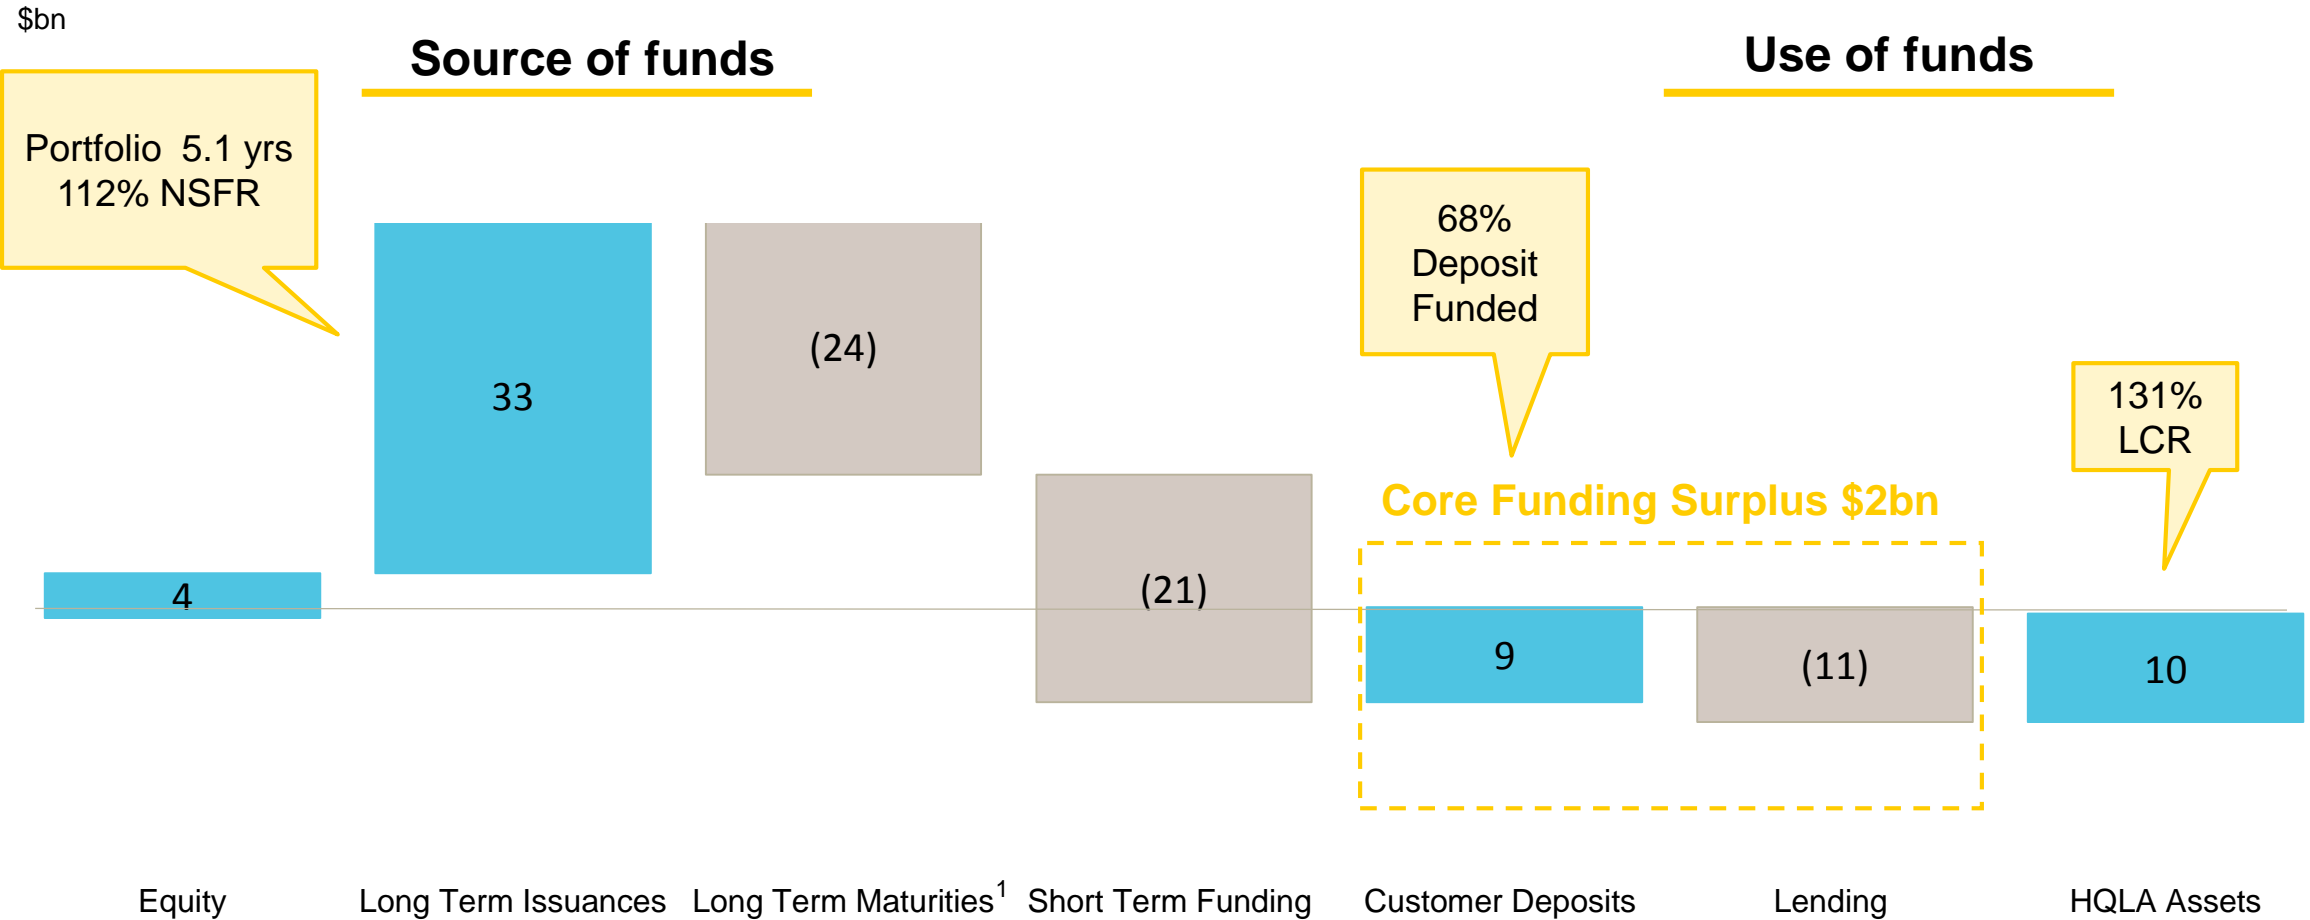 $bn
Source of funds
Use of funds
Portfolio 5.1 yrs
112% NSFR
68%
Deposit
Funded
131%
LCR
33
(24)
Core Funding Surplus $2bn
4
(21)
9
(11)
10
Equity
Long Term Issuances
Long Term Maturities¹
Short Term Funding
Customer Deposits
Lending
HQLA Assets